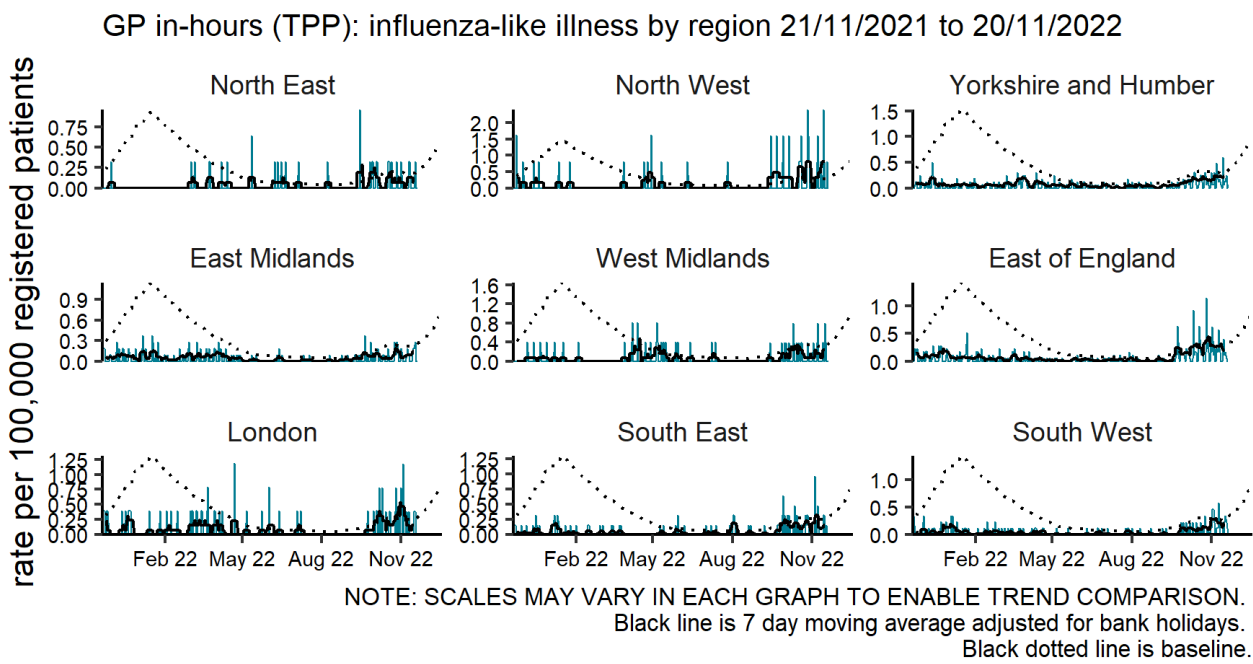 GP in-hours (TPP): influenza-like illness by region 21/11/2021 to 20/11/2022
rate per 100,000 registered patients
North East
0.75
0.50
0.25
0.00
North West
2.0
1.5
1.0
0.5
0.0
Yorkshire and Humber
1.5
1.0
0.5
0.0
East Midlands
0.9
0.6
0.3
0.0
West Midlands
1.6
1.2
0.8
0.4
0.0
East of England
1.0
0.5
0.0
London
1.25
1.00
0.75
0.50
0.25
0.00
South East
1.25
1.00
0.75
0.50
0.25
0.00
South West
1.0
0.5
0.0
Feb 22 May 22 Aug 22 Nov 22
Feb 22 May 22 Aug 22 Nov 22
Feb 22 May 22 Aug 22 Nov 22
NOTE: SCALES MAY VARY IN EACH GRAPH TO ENABLE TREND COMPARISON.
Black line is 7 day moving average adjusted for bank holidays.
Black dotted line is baseline.